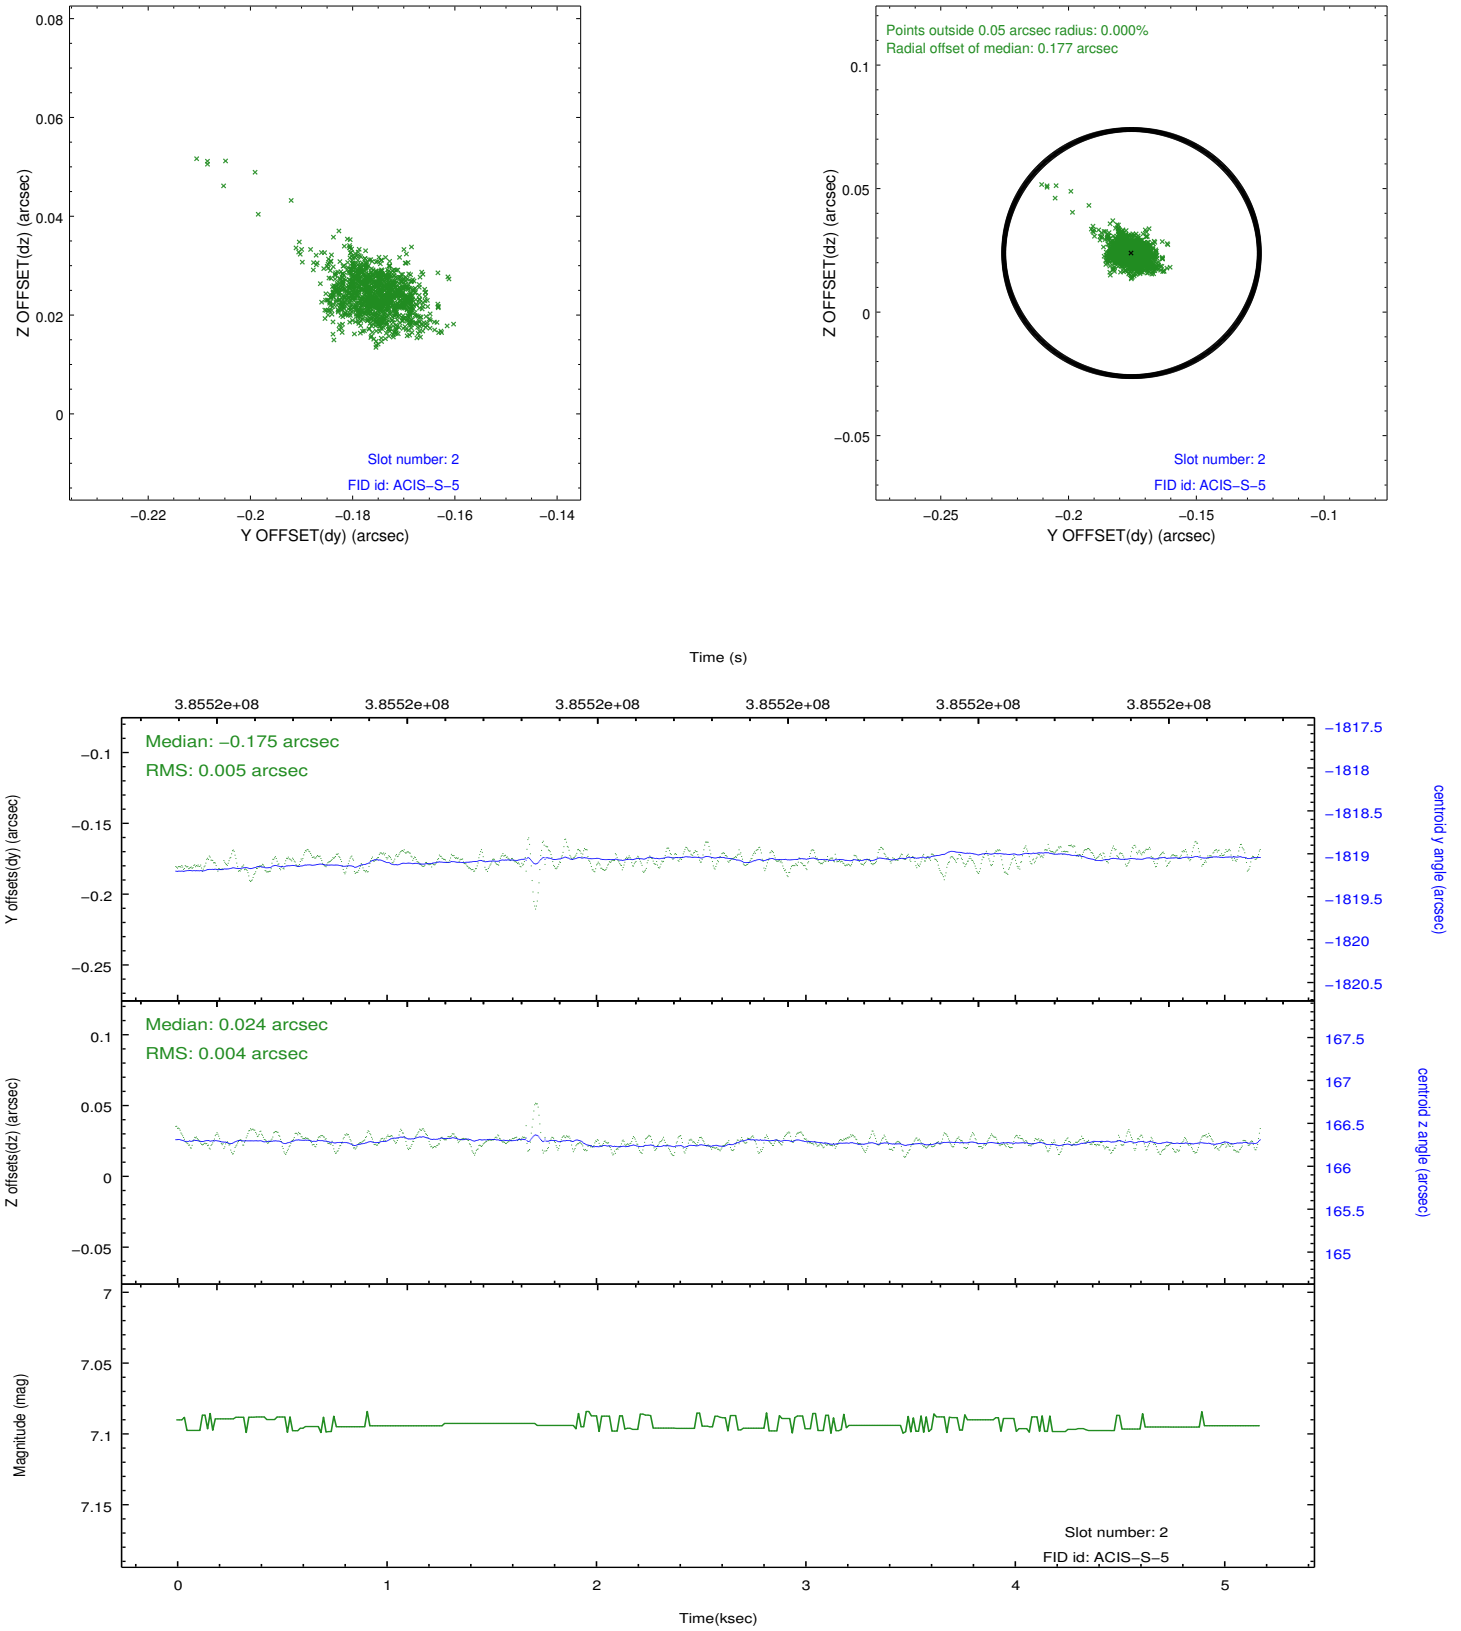 0.08
0.06
0.04
0.02
0
Z OFFSET(dz) (arcsec)
Slot number: 2
FID id: ACIS−S−5
−0.22 −0.2 −0.18 −0.16 −0.14
Y OFFSET(dy) (arcsec)
Points outside 0.05 arcsec radius: 0.000%
Radial offset of median: 0.177 arcsec
0.1
0.05
0
−0.05
Z OFFSET(dz) (arcsec)
Slot number: 2
FID id: ACIS−S−5
−0.25 −0.2 −0.15 −0.1
Y OFFSET(dy) (arcsec)
Time (s)
3.8552e+08 3.8552e+08 3.8552e+08 3.8552e+08 3.8552e+08 3.8552e+08
Median: −0.175 arcsec
RMS: 0.005 arcsec
−0.1
−0.15
−0.2
−0.25
Y offsets(dy) (arcsec)
−1817.5
−1818
−1818.5
−1819
−1819.5
−1820
−1820.5
centroid y angle (arcsec)
Median: 0.024 arcsec
RMS: 0.004 arcsec
0.1
0.05
0
−0.05
Z offsets(dz) (arcsec)
167.5
167
166.5
166
165.5
165
centroid z angle (arcsec)
7
7.05
7.1
7.15
Magnitude (mag)
Slot number: 2
FID id: ACIS−S−5
0 1 2 3 4 5
Time(ksec)